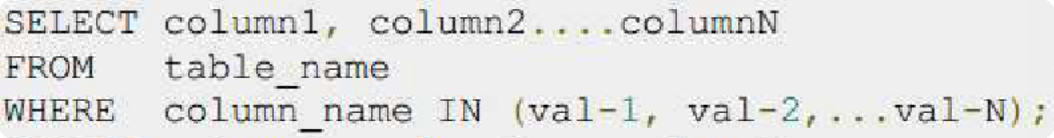 SELECT column1, column2....columnN
FROM   table_name
WHERE  column_name IN (val-1, val-2,...val-N);